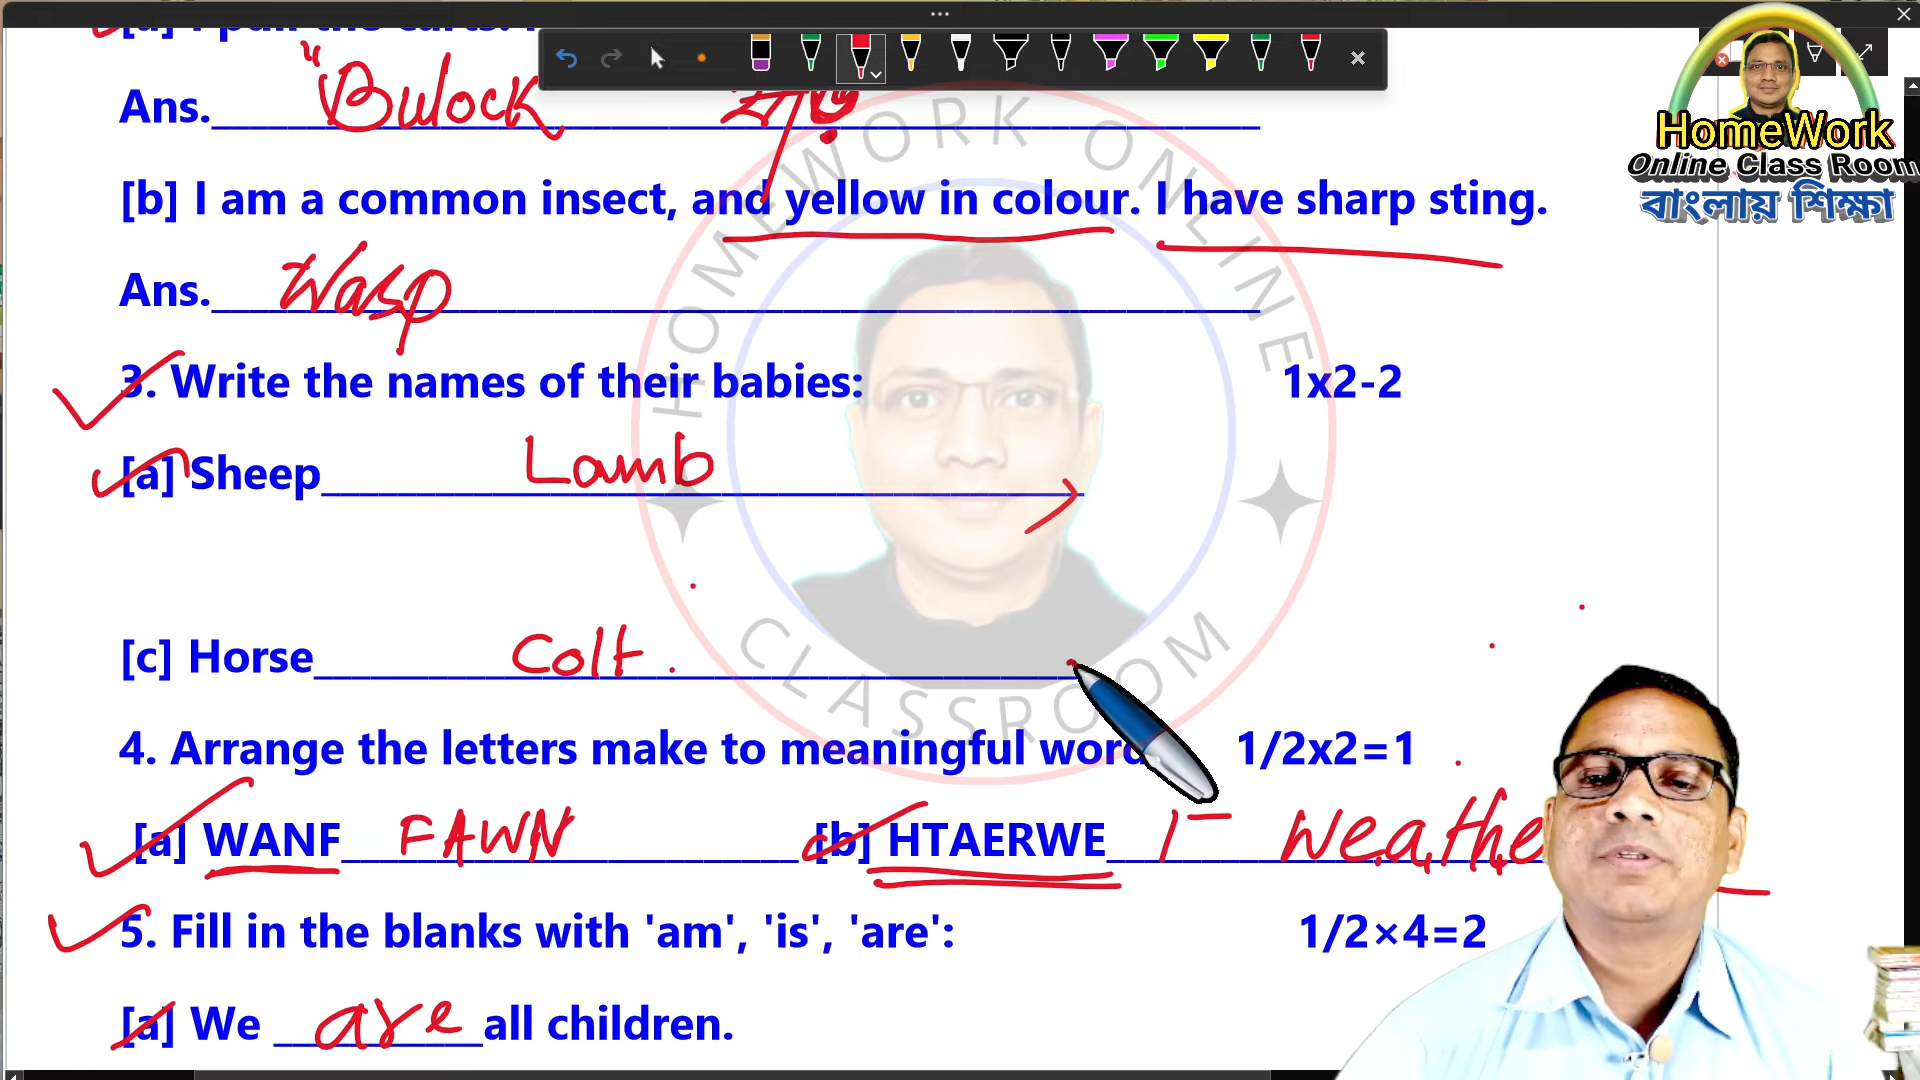 Ans. Bulock
[b] I am a common insect, and yellow in colour. I have sharp sting.
Ans. Wasp
3. Write the names of their babies: 1x2-2
[a] Sheep Lamb
[c] Horse Colt.
4. Arrange the letters make to meaningful word 1/2x2=1
[a] WANF FAWN [b] HTAERWE Weathe
5. Fill in the blanks with 'am', 'is', 'are': 1/2×4=2
[a] We are all children.
HomeWork
Online Class Room
বাংলায় শিক্ষা
HOMEWORK ONLINE
CLASSROOM